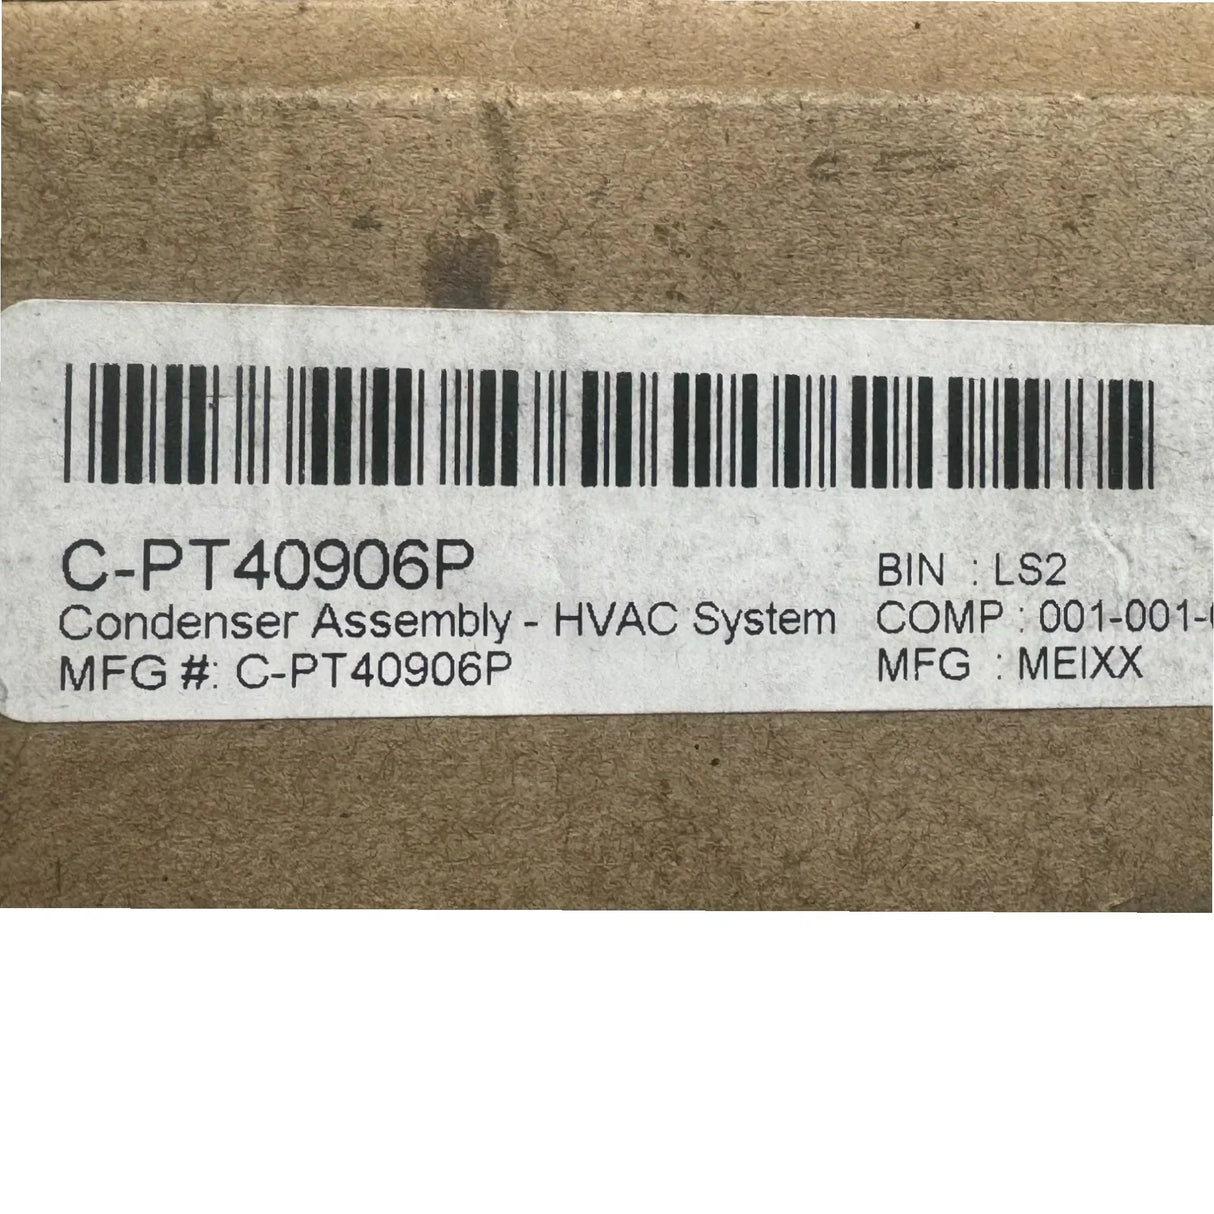 C-PT40906P
Condenser Assembly - HVAC System
MFG #: C-PT40906P
BIN : LS2
COMP : 001-001-
MFG : MEIXX